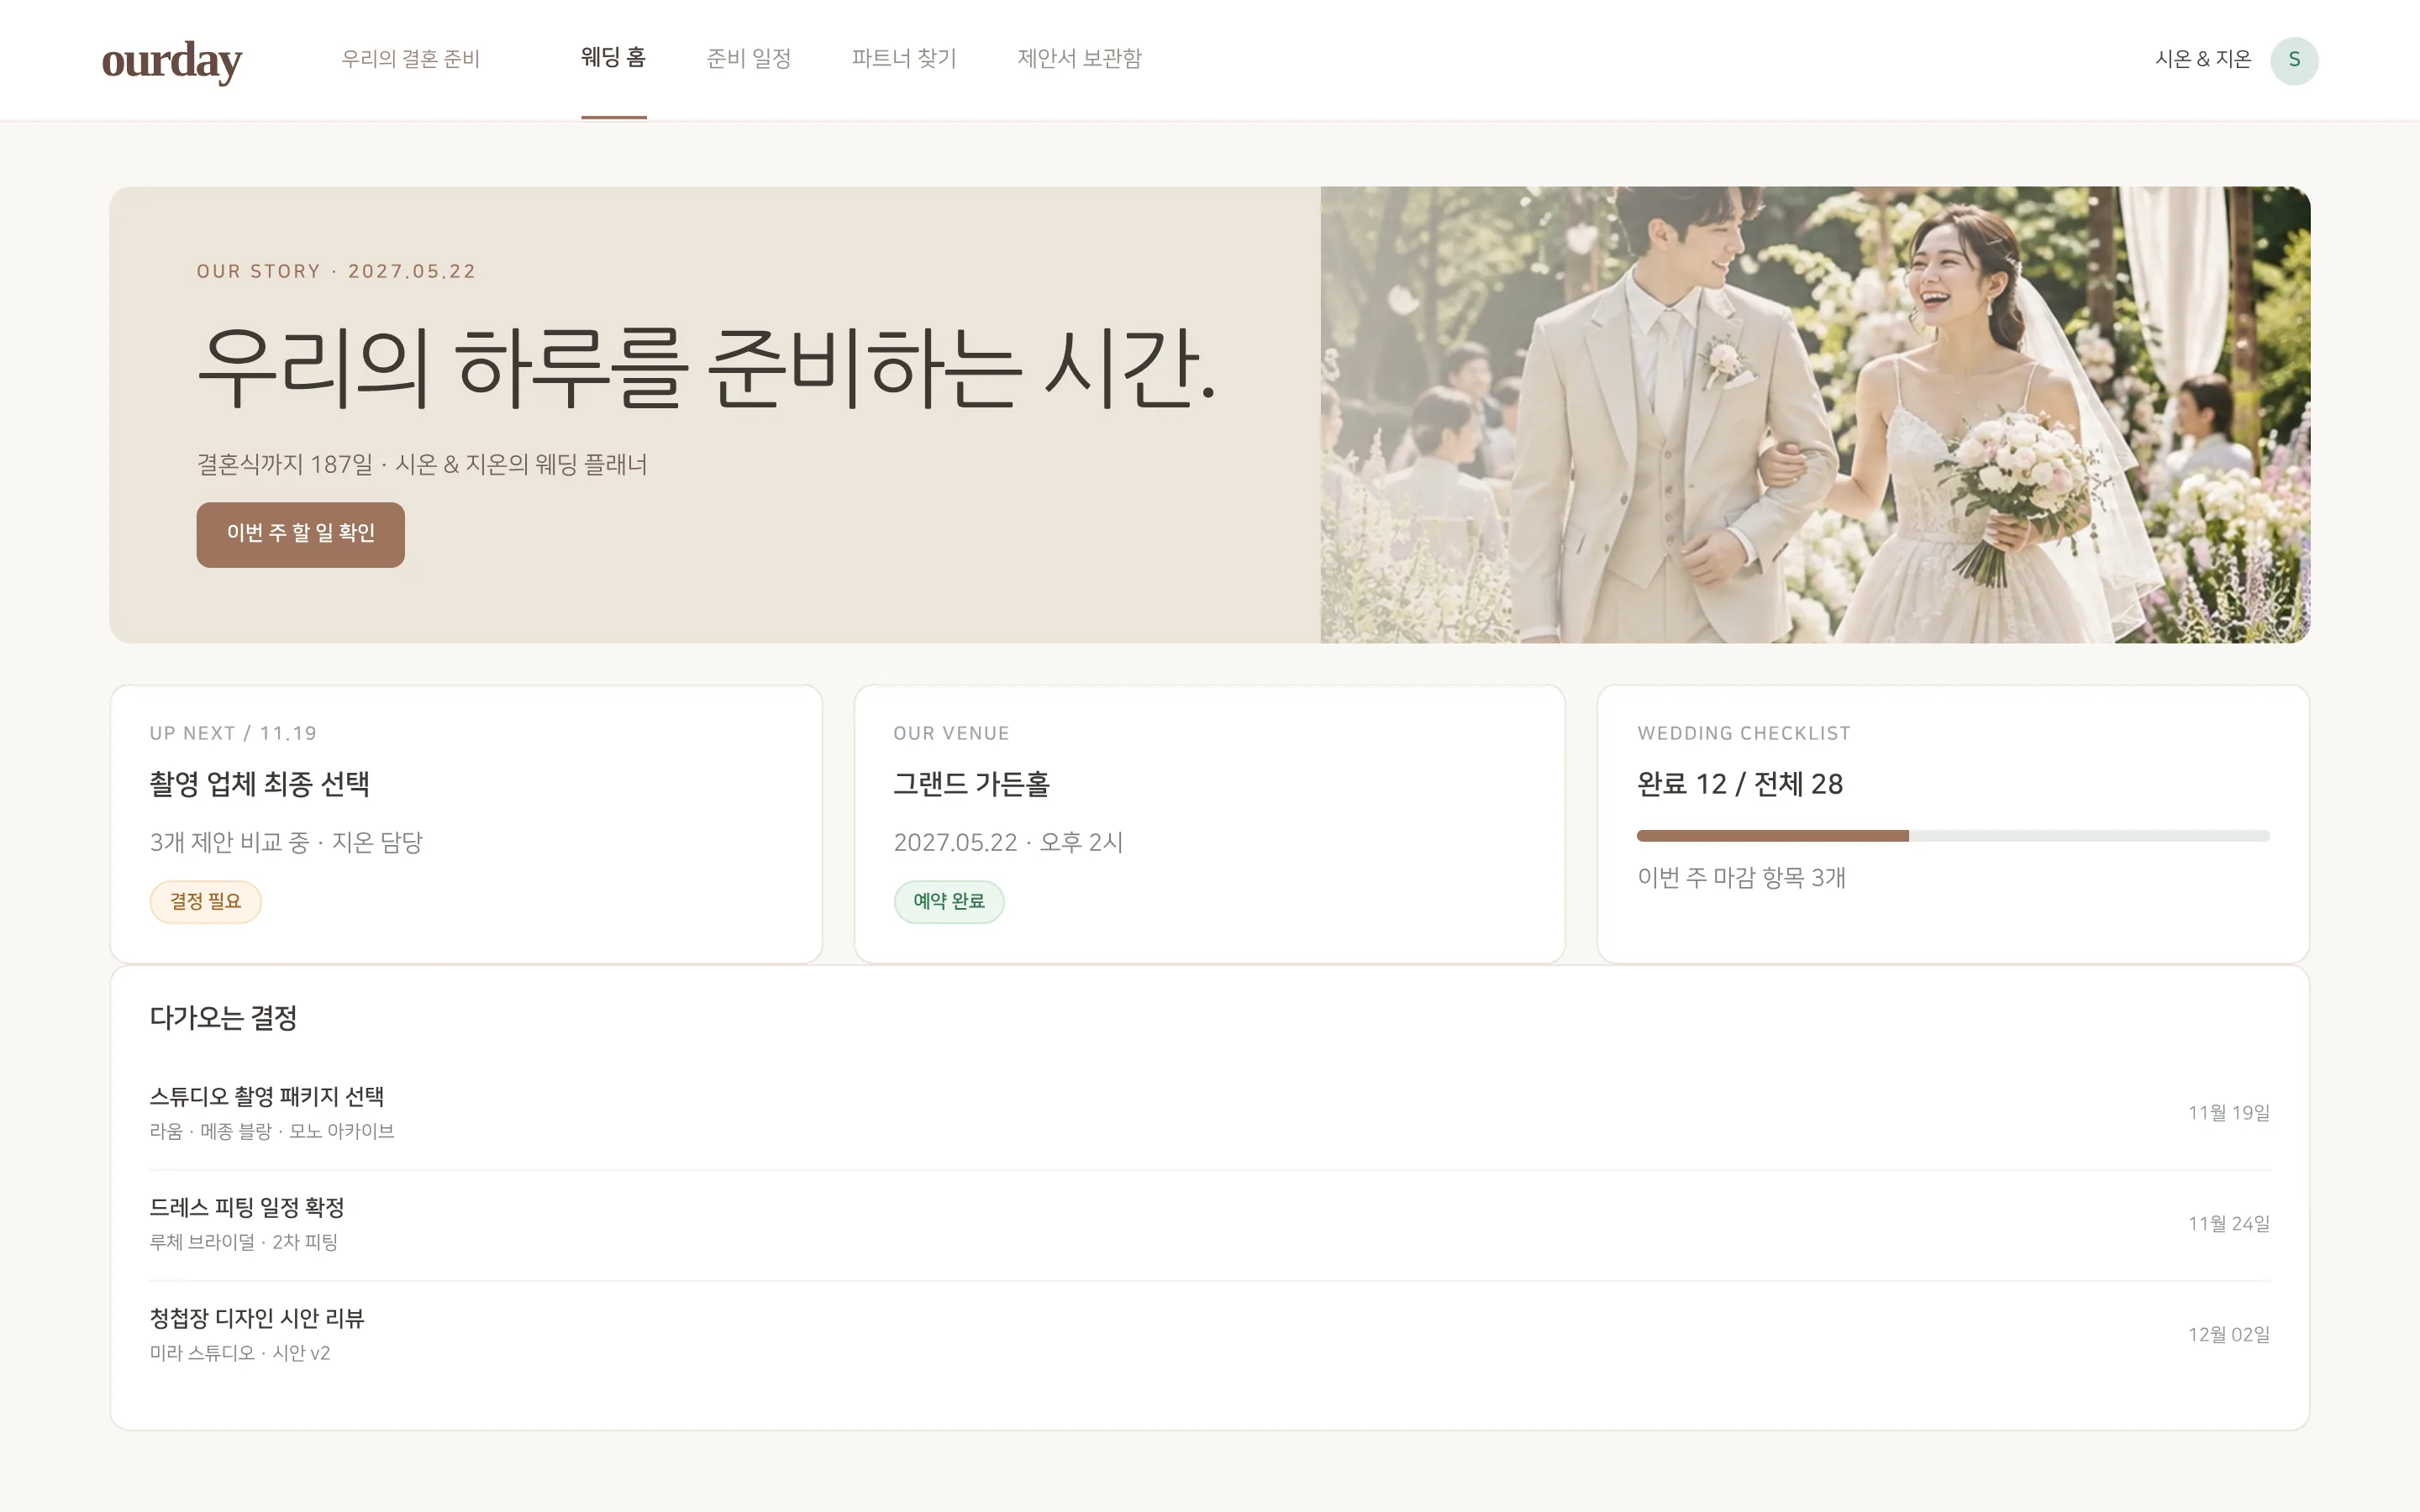 ourday
우리의 결혼 준비
웨딩 홈
준비 일정
파트너 찾기
제안서 보관함
시온 & 지온
S
OUR STORY · 2027.05.22
우리의 하루를 준비하는 시간.
결혼식까지 187일 · 시온 & 지온의 웨딩 플래너
이번 주 할 일 확인
UP NEXT / 11.19
촬영 업체 최종 선택
3개 제안 비교 중 · 지온 담당
결정 필요
OUR VENUE
그랜드 가든홀
2027.05.22 · 오후 2시
예약 완료
WEDDING CHECKLIST
완료 12 / 전체 28
이번 주 마감 항목 3개
다가오는 결정
스튜디오 촬영 패키지 선택
라움 · 메종 블랑 · 모노 아카이브
11월 19일
드레스 피팅 일정 확정
루체 브라이덜 · 2차 피팅
11월 24일
청첩장 디자인 시안 리뷰
미라 스튜디오 · 시안 v2
12월 02일